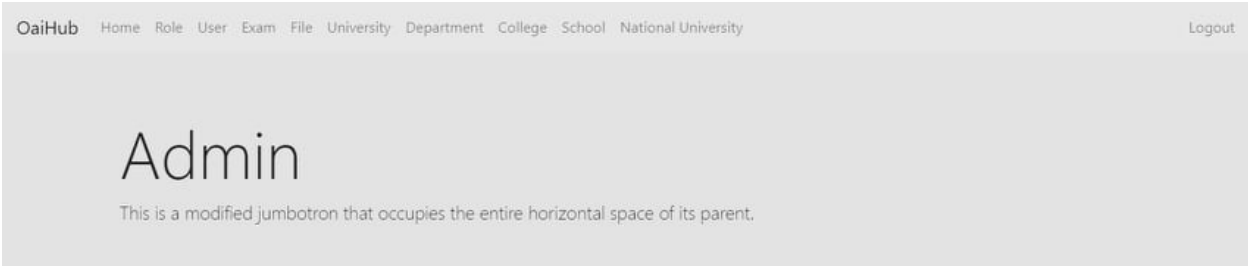 OaiHub Home Role User Exam File University Department College School National University Logout
Admin
This is a modified jumbotron that occupies the entire horizontal space of its parent.